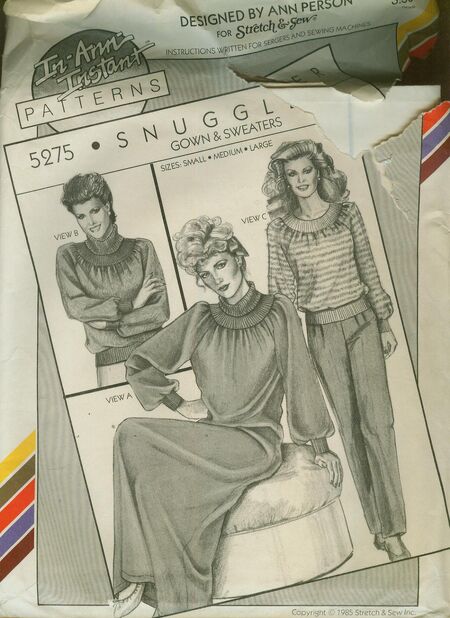 DESIGNED BY ANN PERSON
FOR Stretch & Sew
INSTRUCTIONS WRITTEN FOR SERGERS AND SEWING MACHINES
In·Ann·
Instant
PATTERNS
5275 • SNUGGL
GOWN & SWEATERS
SIZES: SMALL • MEDIUM • LARGE
VIEW B
VIEW C
VIEW A
Copyright © 1985 Stretch & Sew Inc.